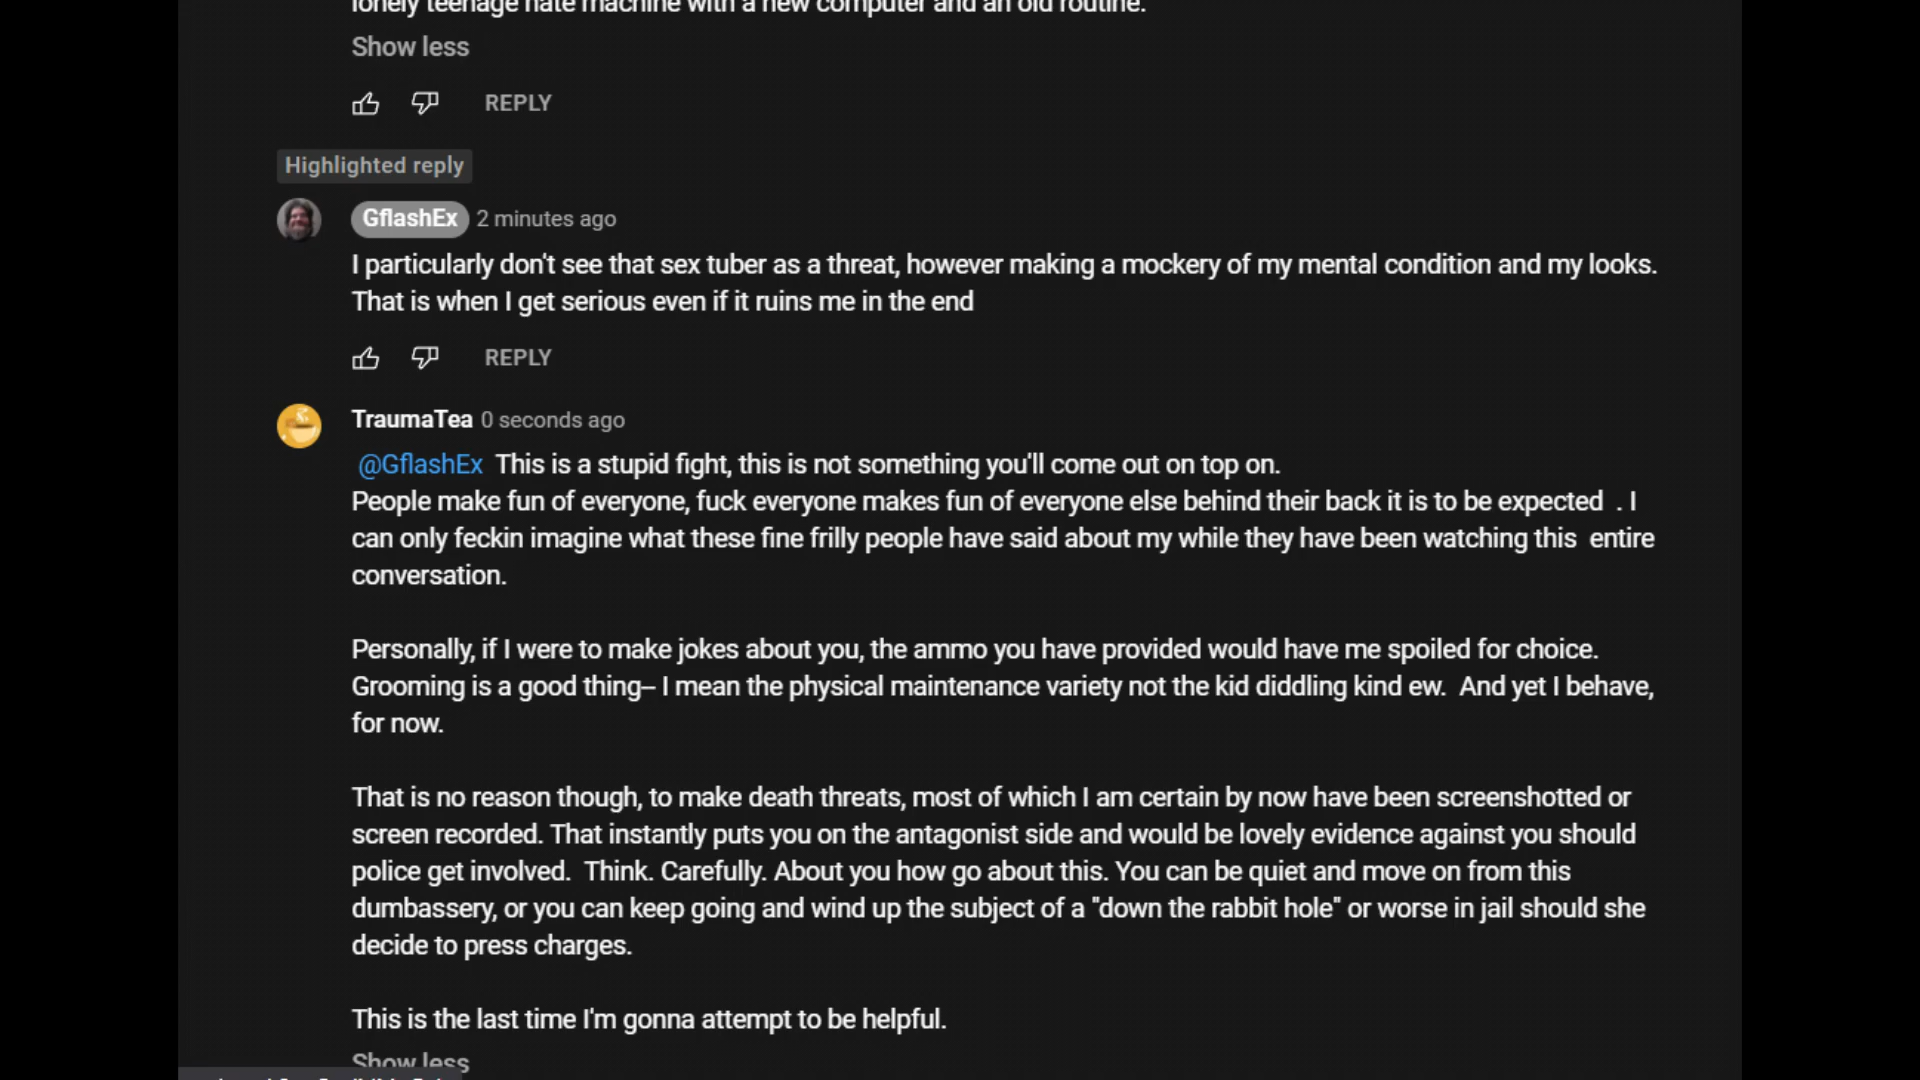 lonely teenage hate machine with a new computer and an old routine.
Show less
REPLY
Highlighted reply
GflashEx 2 minutes ago
I particularly don't see that sex tuber as a threat, however making a mockery of my mental condition and my looks.
That is when I get serious even if it ruins me in the end
REPLY
TraumaTea 0 seconds ago
@GflashEx This is a stupid fight, this is not something you'll come out on top on.
People make fun of everyone, fuck everyone makes fun of everyone else behind their back it is to be expected . I
can only feckin imagine what these fine frilly people have said about my while they have been watching this entire
conversation.
Personally, if I were to make jokes about you, the ammo you have provided would have me spoiled for choice.
Grooming is a good thing-- I mean the physical maintenance variety not the kid diddling kind ew. And yet I behave,
for now.
That is no reason though, to make death threats, most of which I am certain by now have been screenshotted or
screen recorded. That instantly puts you on the antagonist side and would be lovely evidence against you should
police get involved. Think. Carefully. About you how go about this. You can be quiet and move on from this
dumbassery, or you can keep going and wind up the subject of a "down the rabbit hole" or worse in jail should she
decide to press charges.
This is the last time I'm gonna attempt to be helpful.
Show less